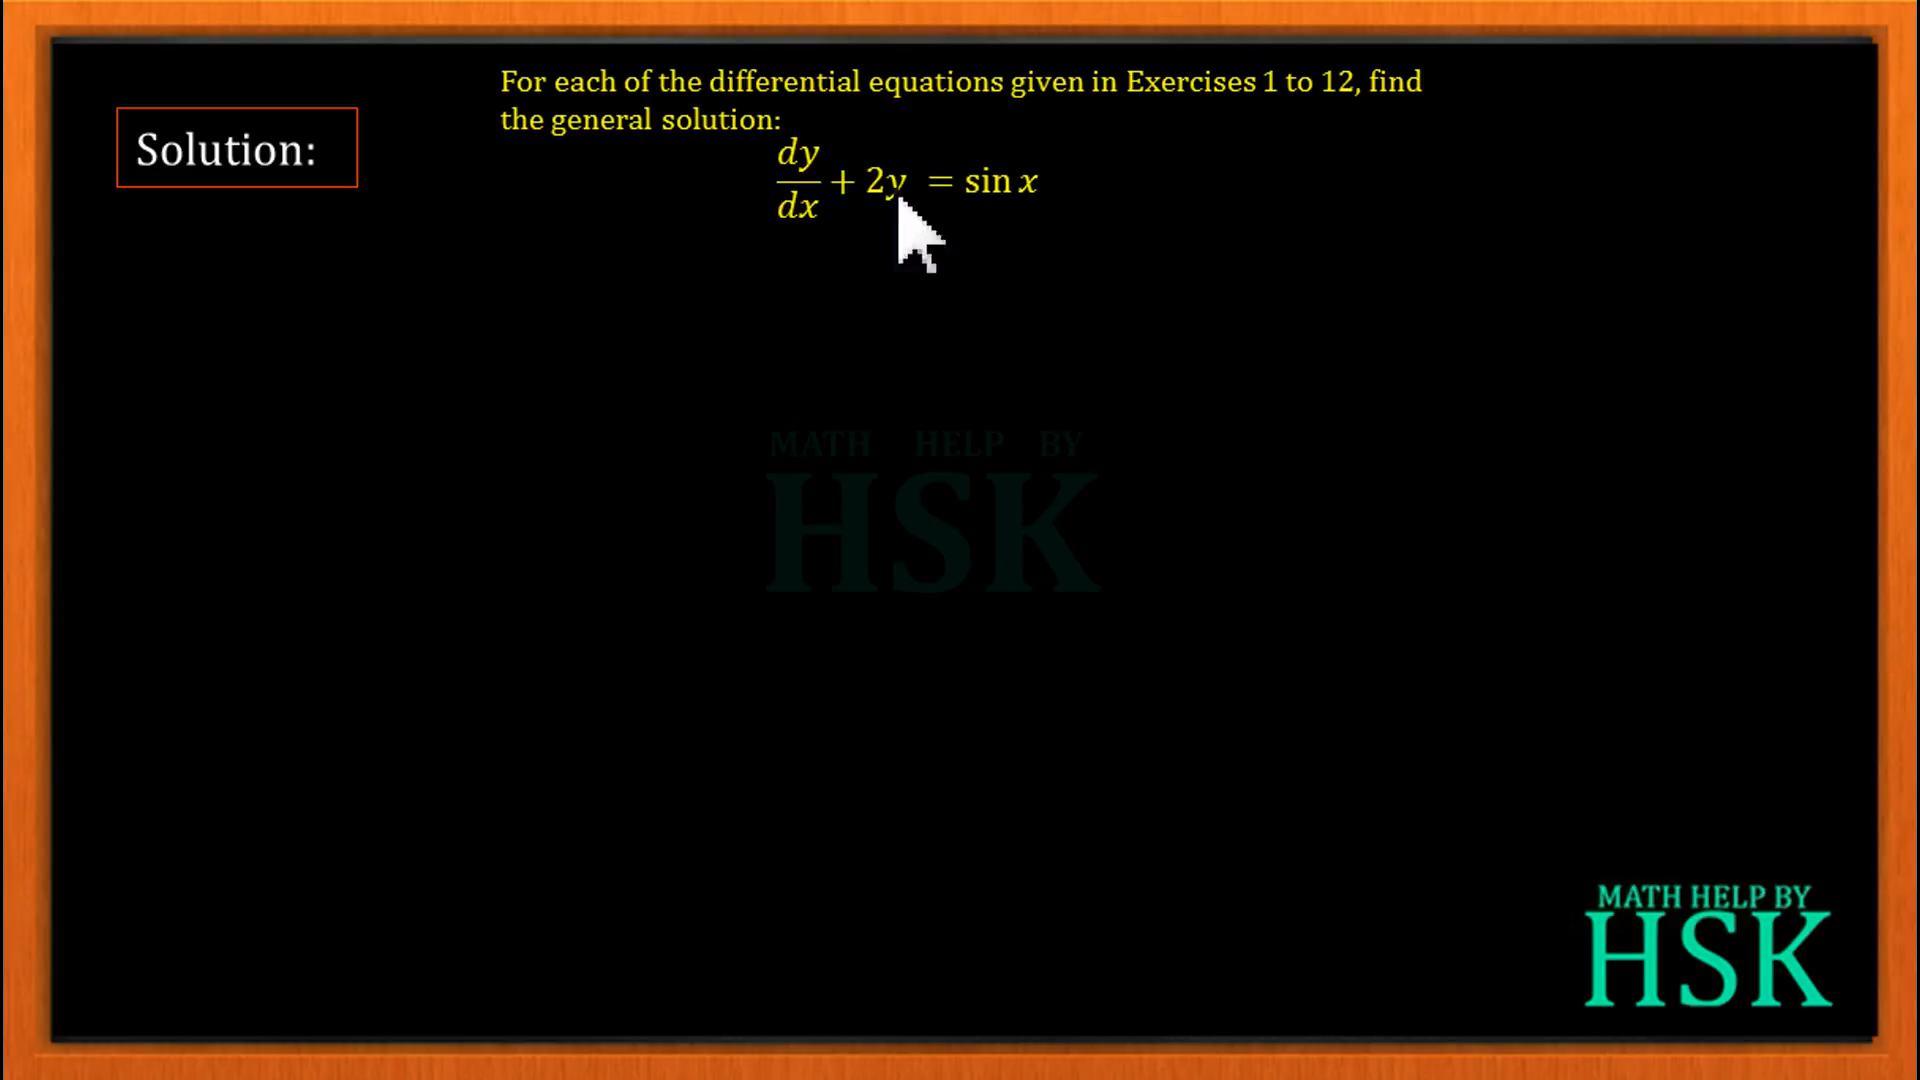 For each of the differential equations given in Exercises 1 to 12, find
the general solution:
Solution:
dy/dx + 2y = sin x
MATH HELP BY
HSK
MATH HELP BY
HSK